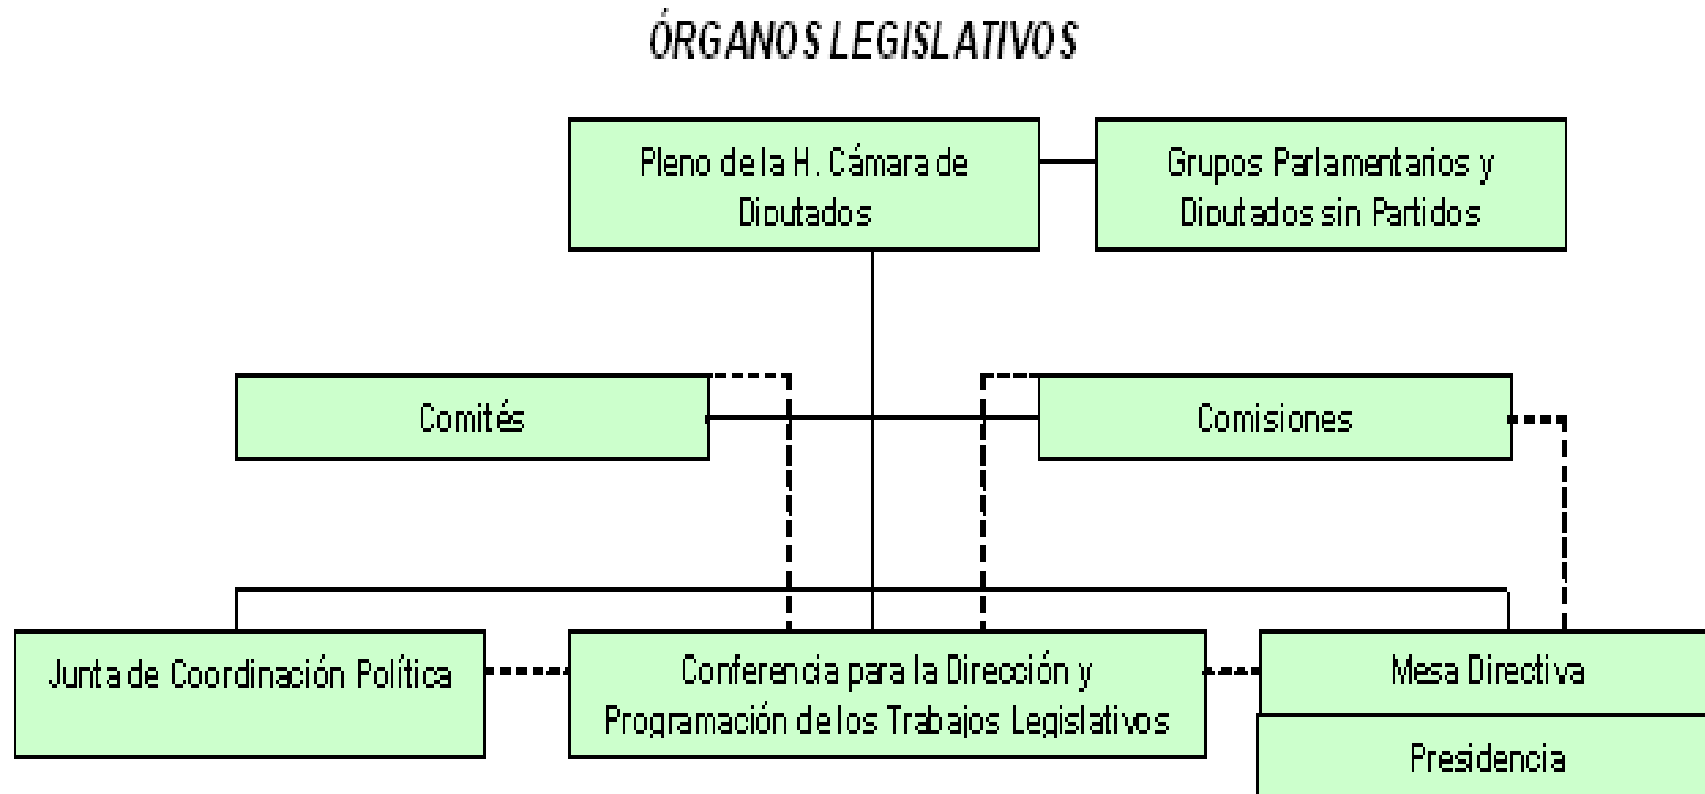 ÓRGANOS LEGISLATIVOS
Pleno de la H. Cámara de
Diputados
Grupos Parlamentarios y
Diputados sin Partidos
Comités
Comisiones
Junta de Coordinación Política
Conferencia para la Dirección y
Programación de los Trabajos Legislativos
Mesa Directiva
Presidencia